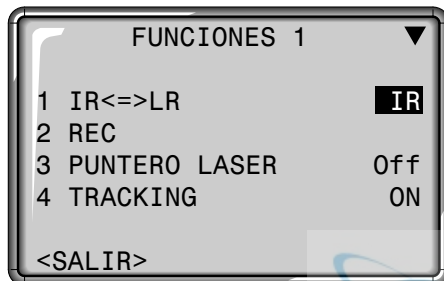 FUNCIONES 1 ▼
1 IR<=>LR IR
2 REC
3 PUNTERO LASER Off
4 TRACKING ON
<SALIR>